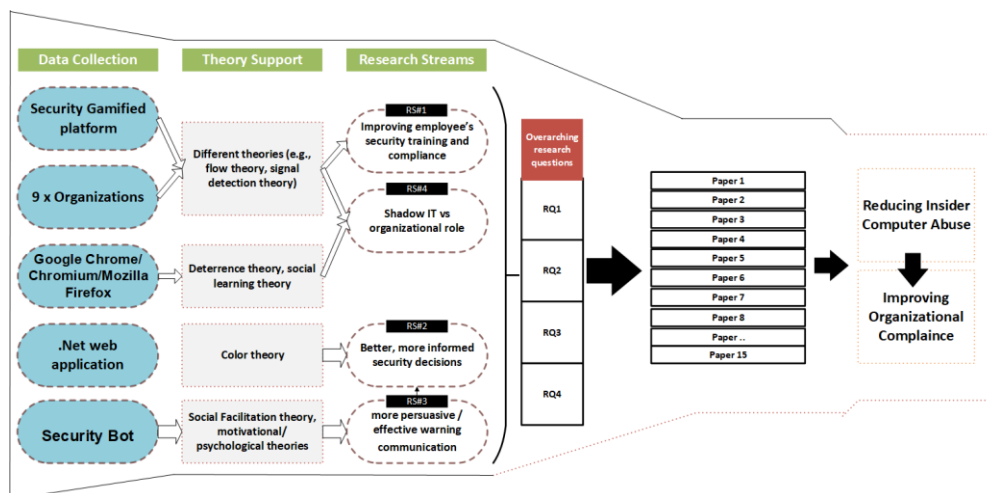 Data Collection
Theory Support
Research Streams
Security Gamified
platform
9 x Organizations
Google Chrome/
Chromium/Mozilla
Firefox
.Net web
application
Security Bot
Different theories (e.g.,
flow theory, signal
detection theory)
Deterrence theory, social
learning theory
Color theory
Social Facilitation theory,
motivational/
psychological theories
RS#1
Improving employee's
security training and
compliance
RS#4
Shadow IT vs
organizational role
RS#2
Better, more informed
security decisions
RS#3
more persuasive /
effective warning
communication
Overarching
research
questions
RQ1
RQ2
RQ3
RQ4
Paper 1
Paper 2
Paper 3
Paper 4
Paper 5
Paper 6
Paper 7
Paper 8
Paper ..
Paper 15
Reducing Insider
Computer Abuse
Improving
Organizational
Complaince